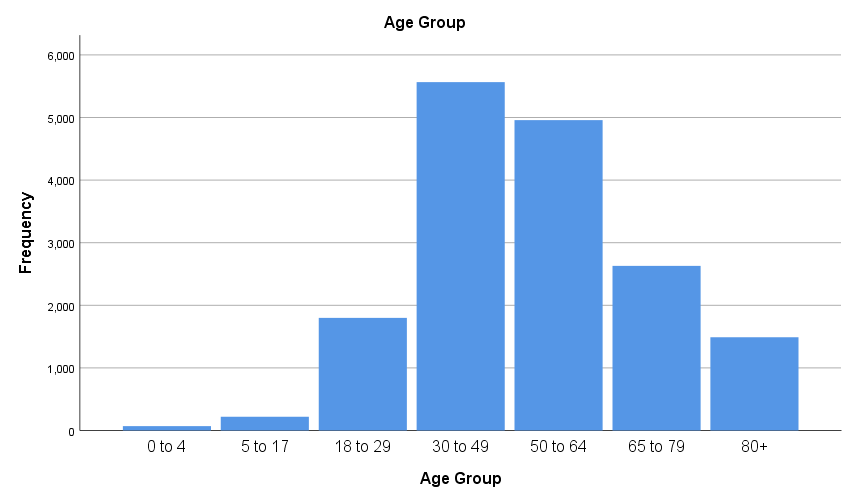 Age Group
6,000
5,000
4,000
3,000
2,000
1,000
0
Frequency
0 to 4 5 to 17 18 to 29 30 to 49 50 to 64 65 to 79 80+
Age Group